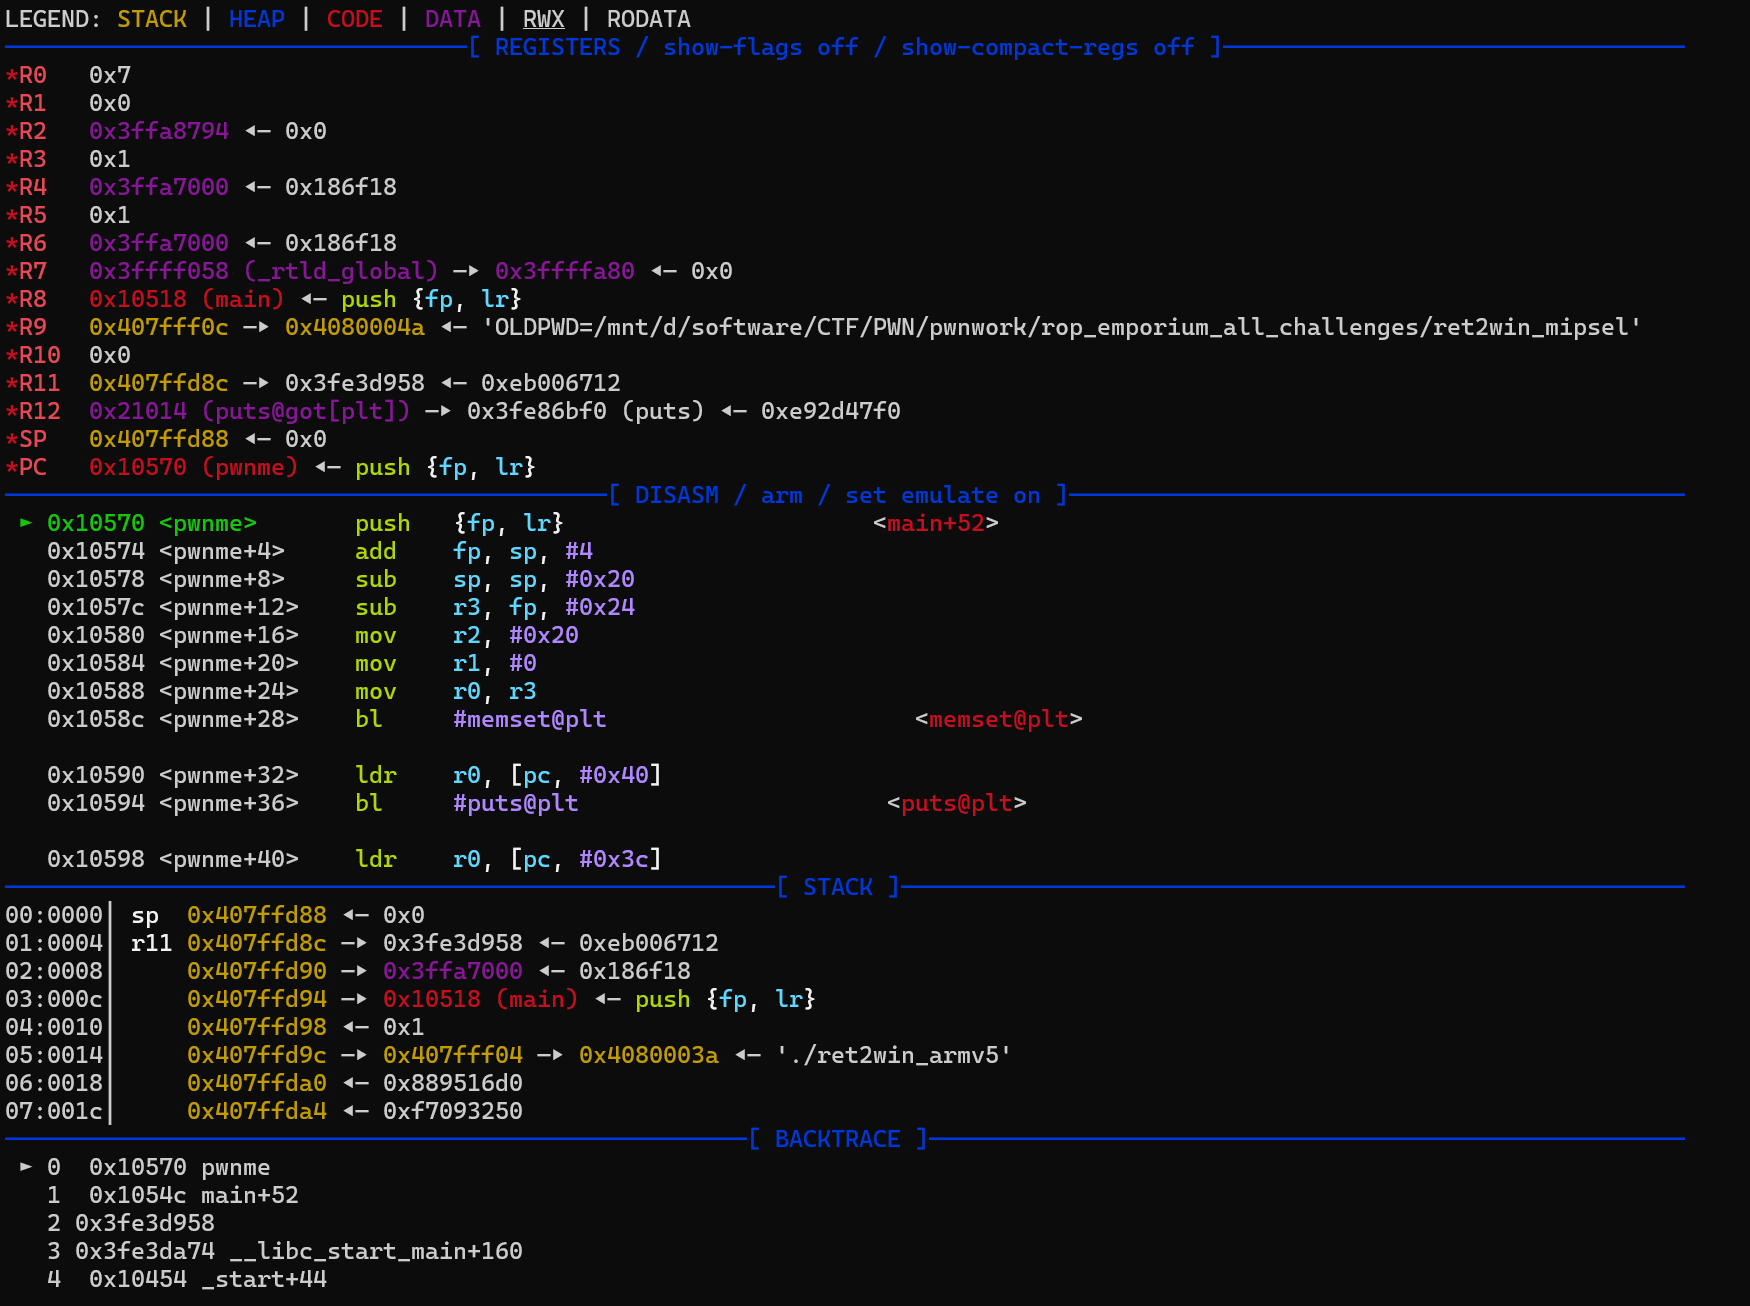 LEGEND: STACK | HEAP | CODE | DATA | RWX | RODATA
[ REGISTERS / show-flags off / show-compact-regs off ]
*R0   0x7
*R1   0x0
*R2   0x3ffa8794 ◂— 0x0
*R3   0x1
*R4   0x3ffa7000 ◂— 0x186f18
*R5   0x1
*R6   0x3ffa7000 ◂— 0x186f18
*R7   0x3ffff058 (_rtld_global) —▸ 0x3ffffa80 ◂— 0x0
*R8   0x10518 (main) ◂— push {fp, lr}
*R9   0x407fff0c —▸ 0x4080004a ◂— 'OLDPWD=/mnt/d/software/CTF/PWN/pwnwork/rop_emporium_all_challenges/ret2win_mipsel'
*R10  0x0
*R11  0x407ffd8c —▸ 0x3fe3d958 ◂— 0xeb006712
*R12  0x21014 (puts@got[plt]) —▸ 0x3fe86bf0 (puts) ◂— 0xe92d47f0
*SP   0x407ffd88 ◂— 0x0
*PC   0x10570 (pwnme) ◂— push {fp, lr}
[ DISASM / arm / set emulate on ]
► 0x10570 <pwnme>       push   {fp, lr}                      <main+52>
0x10574 <pwnme+4>     add    fp, sp, #4
0x10578 <pwnme+8>     sub    sp, sp, #0x20
0x1057c <pwnme+12>    sub    r3, fp, #0x24
0x10580 <pwnme+16>    mov    r2, #0x20
0x10584 <pwnme+20>    mov    r1, #0
0x10588 <pwnme+24>    mov    r0, r3
0x1058c <pwnme+28>    bl     #memset@plt                      <memset@plt>
0x10590 <pwnme+32>    ldr    r0, [pc, #0x40]
0x10594 <pwnme+36>    bl     #puts@plt                      <puts@plt>
0x10598 <pwnme+40>    ldr    r0, [pc, #0x3c]
[ STACK ]
00:0000│ sp  0x407ffd88 ◂— 0x0
01:0004│ r11 0x407ffd8c —▸ 0x3fe3d958 ◂— 0xeb006712
02:0008│     0x407ffd90 —▸ 0x3ffa7000 ◂— 0x186f18
03:000c│     0x407ffd94 —▸ 0x10518 (main) ◂— push {fp, lr}
04:0010│     0x407ffd98 ◂— 0x1
05:0014│     0x407ffd9c —▸ 0x407fff04 —▸ 0x4080003a ◂— './ret2win_armv5'
06:0018│     0x407ffda0 ◂— 0x889516d0
07:001c│     0x407ffda4 ◂— 0xf7093250
[ BACKTRACE ]
► 0  0x10570 pwnme
1  0x1054c main+52
2 0x3fe3d958
3 0x3fe3da74 __libc_start_main+160
4  0x10454 _start+44